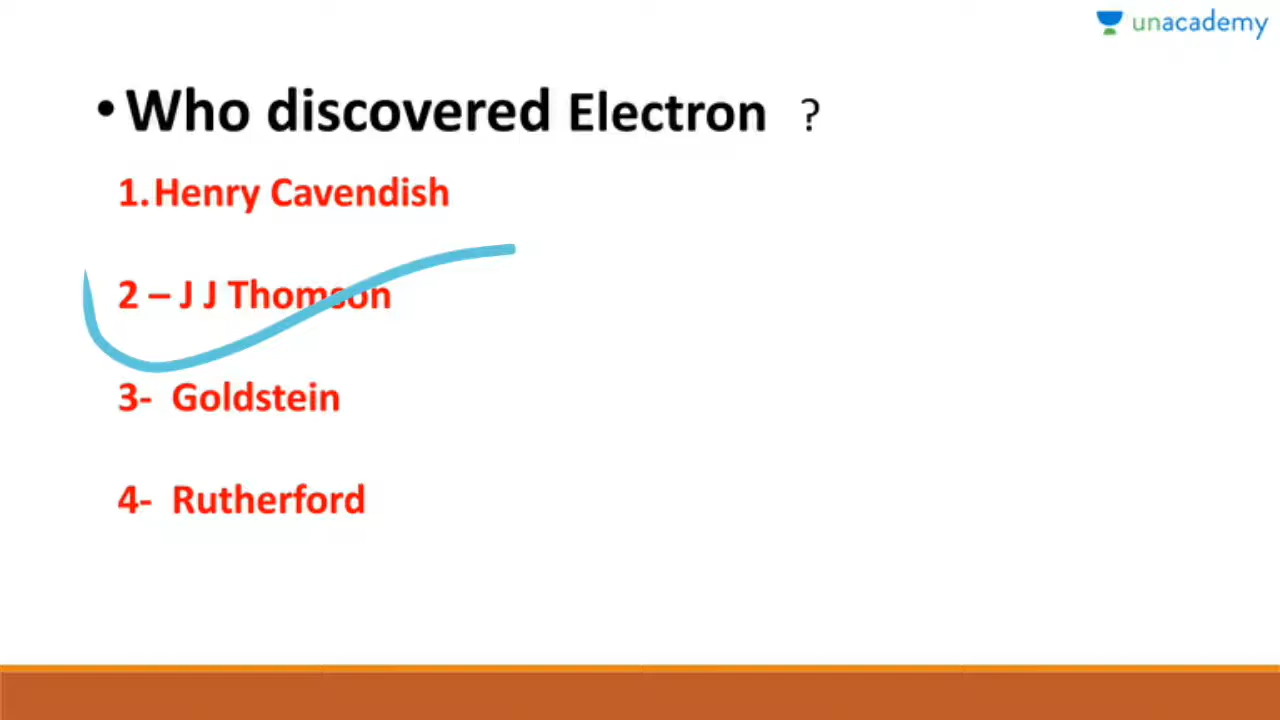 unacademy
• Who discovered Electron ?
1. Henry Cavendish
2 – J J Thomson
3- Goldstein
4- Rutherford